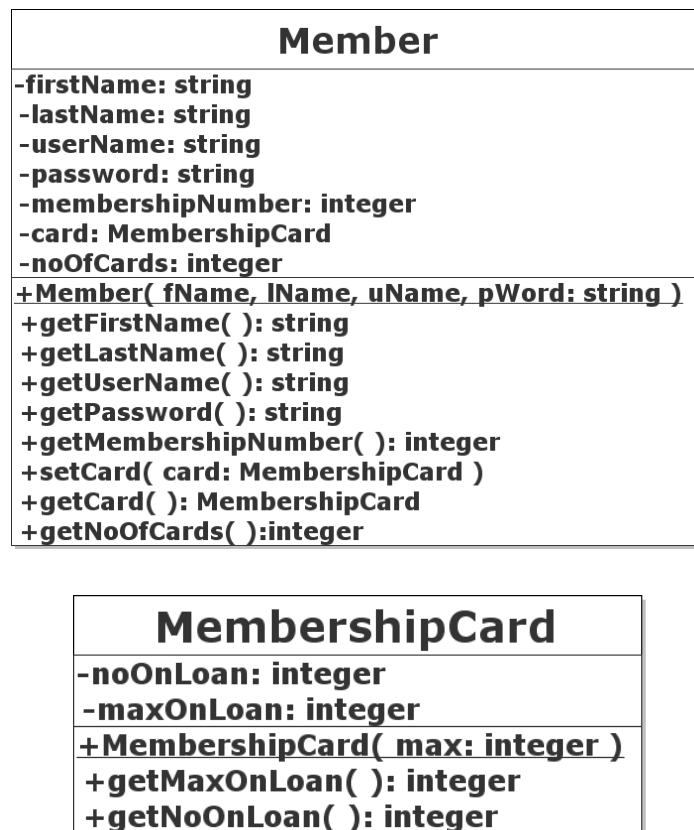 Member
-firstName: string
-lastName: string
-userName: string
-password: string
-membershipNumber: integer
-card: MembershipCard
-noOfCards: integer
+Member( fName, lName, uName, pWord: string )
+getFirstName( ): string
+getLastName( ): string
+getUserName( ): string
+getPassword( ): string
+getMembershipNumber( ): integer
+setCard( card: MembershipCard )
+getCard( ): MembershipCard
+getNoOfCards( ):integer
MembershipCard
-noOnLoan: integer
-maxOnLoan: integer
+MembershipCard( max: integer )
+getMaxOnLoan( ): integer
+getNoOnLoan( ): integer